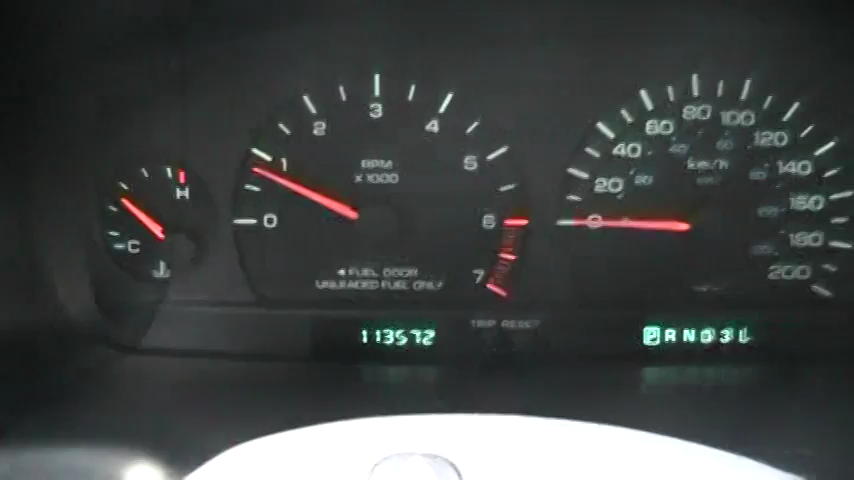 C H
0 1 2 3 4 5 6 7
RPM
x 1000
◄ FUEL DOOR
UNLEADED FUEL ONLY
0 20 40 60 80 100 120 140 160 180 200
km/h
113572
TRIP RESET
P R N D 3 L